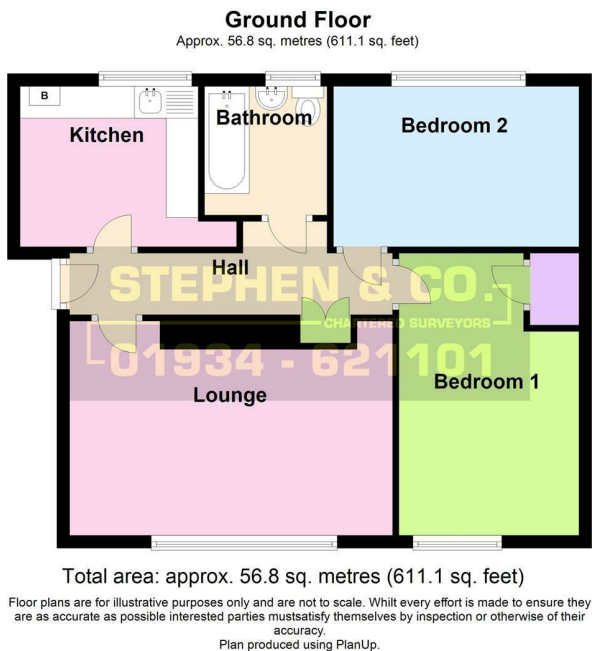 Ground Floor
Approx. 56.8 sq. metres (611.1 sq. feet)
B
Kitchen
Bathroom
Bedroom 2
Hall
STEPHEN & CO.
CHARTERED SURVEYORS
01934 - 621101
Bedroom 1
Lounge
Total area: approx. 56.8 sq. metres (611.1 sq. feet)
Floor plans are for illustrative purposes only and are not to scale. Whilt every effort is made to ensure they
are as accurate as possible interested parties mustsatisfy themselves by inspection or otherwise of their
accuracy.
Plan produced using PlanUp.